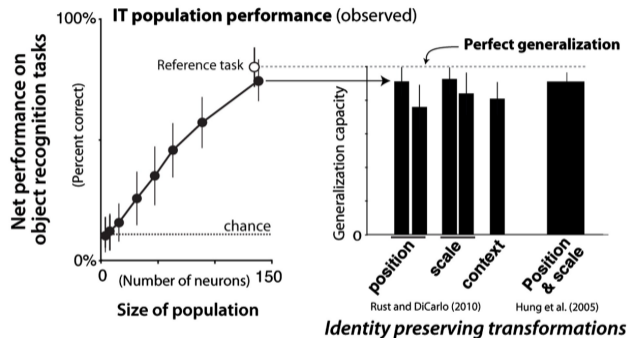 100%
IT population performance (observed)
Net performance on
object recognition tasks
(Percent correct)
Reference task
chance
0%
0
(Number of neurons)
150
Size of population
Perfect generalization
Generalization capacity
0
position
scale
context
Position
& scale
Rust and DiCarlo (2010)
Hung et al. (2005)
Identity preserving transformations